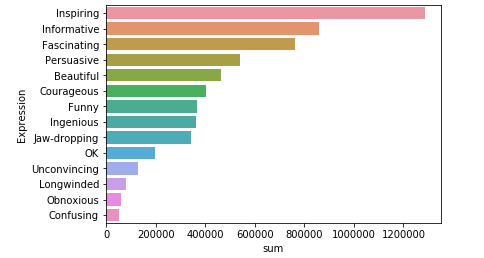 Inspiring
Informative
Fascinating
Persuasive
Beautiful
Courageous
Funny
Ingenious
Jaw-dropping
OK
Unconvincing
Longwinded
Obnoxious
Confusing
Expression
0 200000 400000 600000 800000 1000000 1200000
sum